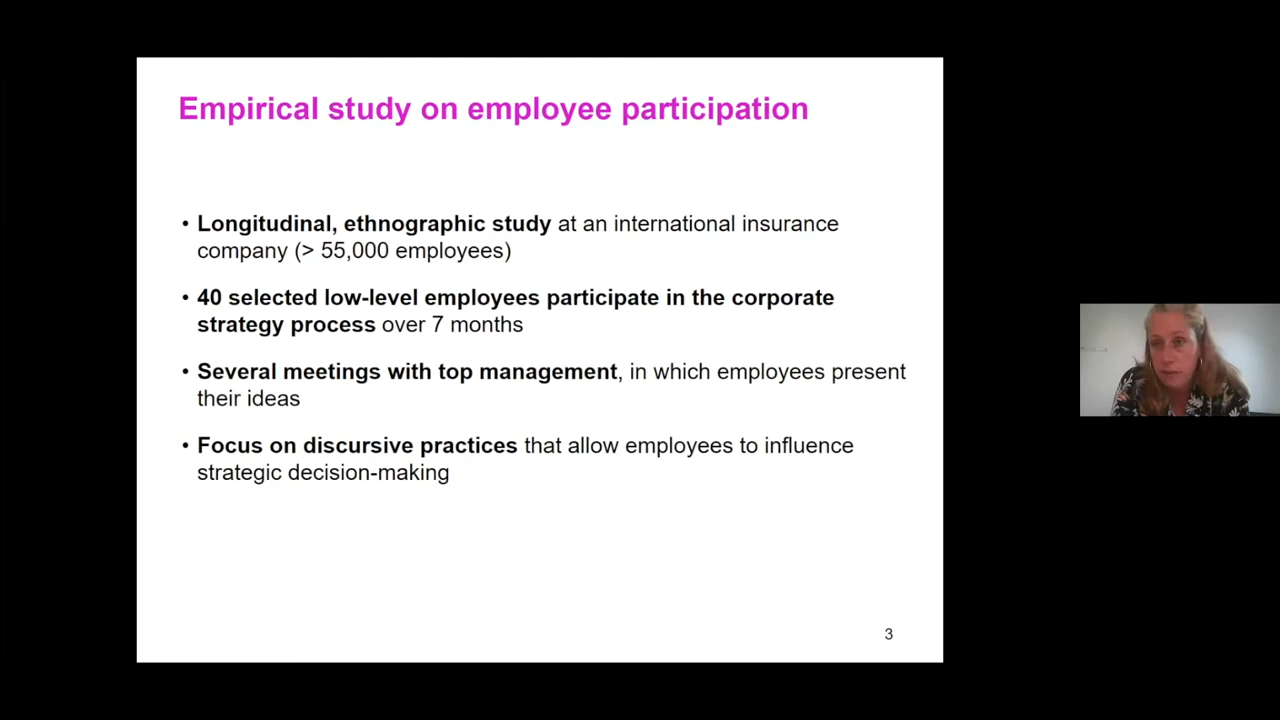 Empirical study on employee participation
• Longitudinal, ethnographic study at an international insurance
company (> 55,000 employees)
• 40 selected low-level employees participate in the corporate
strategy process over 7 months
• Several meetings with top management, in which employees present
their ideas
• Focus on discursive practices that allow employees to influence
strategic decision-making
3